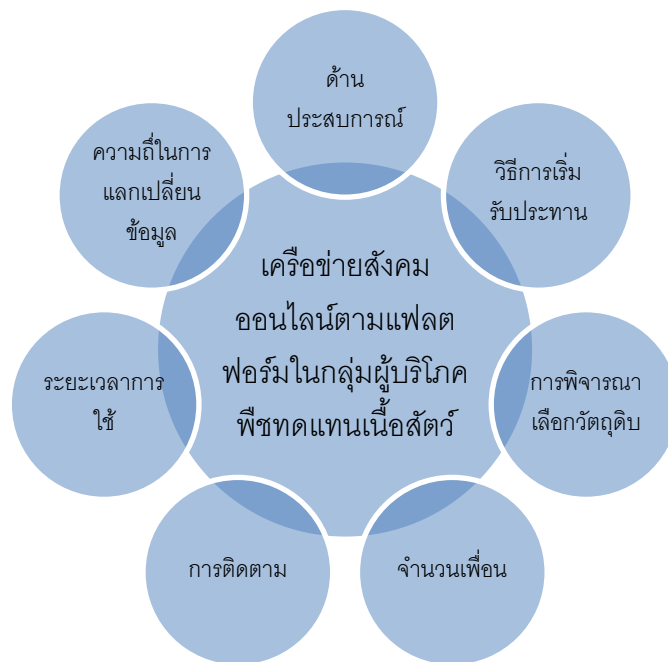 ด้าน
ประสบการณ์
วิธีการเริ่ม
รับประทาน
การพิจารณา
เลือกวัตถุดิบ
จำนวนเพื่อน
การติดตาม
ระยะเวลาการ
ใช้
ความถี่ในการ
แลกเปลี่ยน
ข้อมูล
เครือข่ายสังคม
ออนไลน์ตามแฟลต
ฟอร์มในกลุ่มผู้บริโภค
พืชทดแทนเนื้อสัตว์